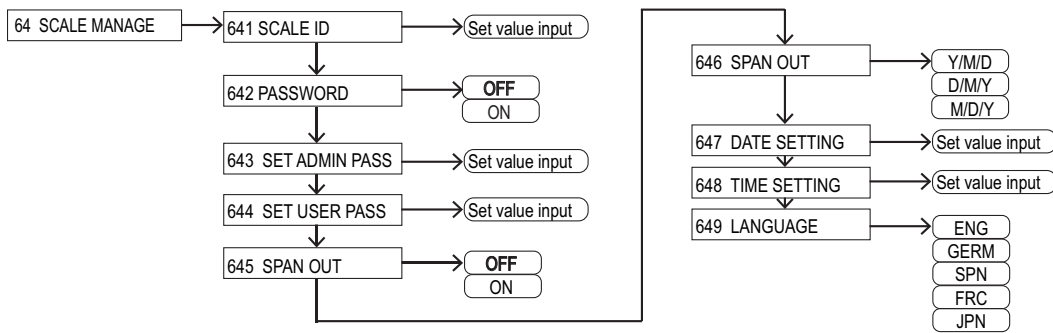 64 SCALE MANAGE
641 SCALE ID
Set value input
642 PASSWORD
OFF
ON
643 SET ADMIN PASS
Set value input
644 SET USER PASS
Set value input
645 SPAN OUT
OFF
ON
646 SPAN OUT
Y/M/D
D/M/Y
M/D/Y
647 DATE SETTING
Set value input
648 TIME SETTING
Set value input
649 LANGUAGE
ENG
GERM
SPN
FRC
JPN